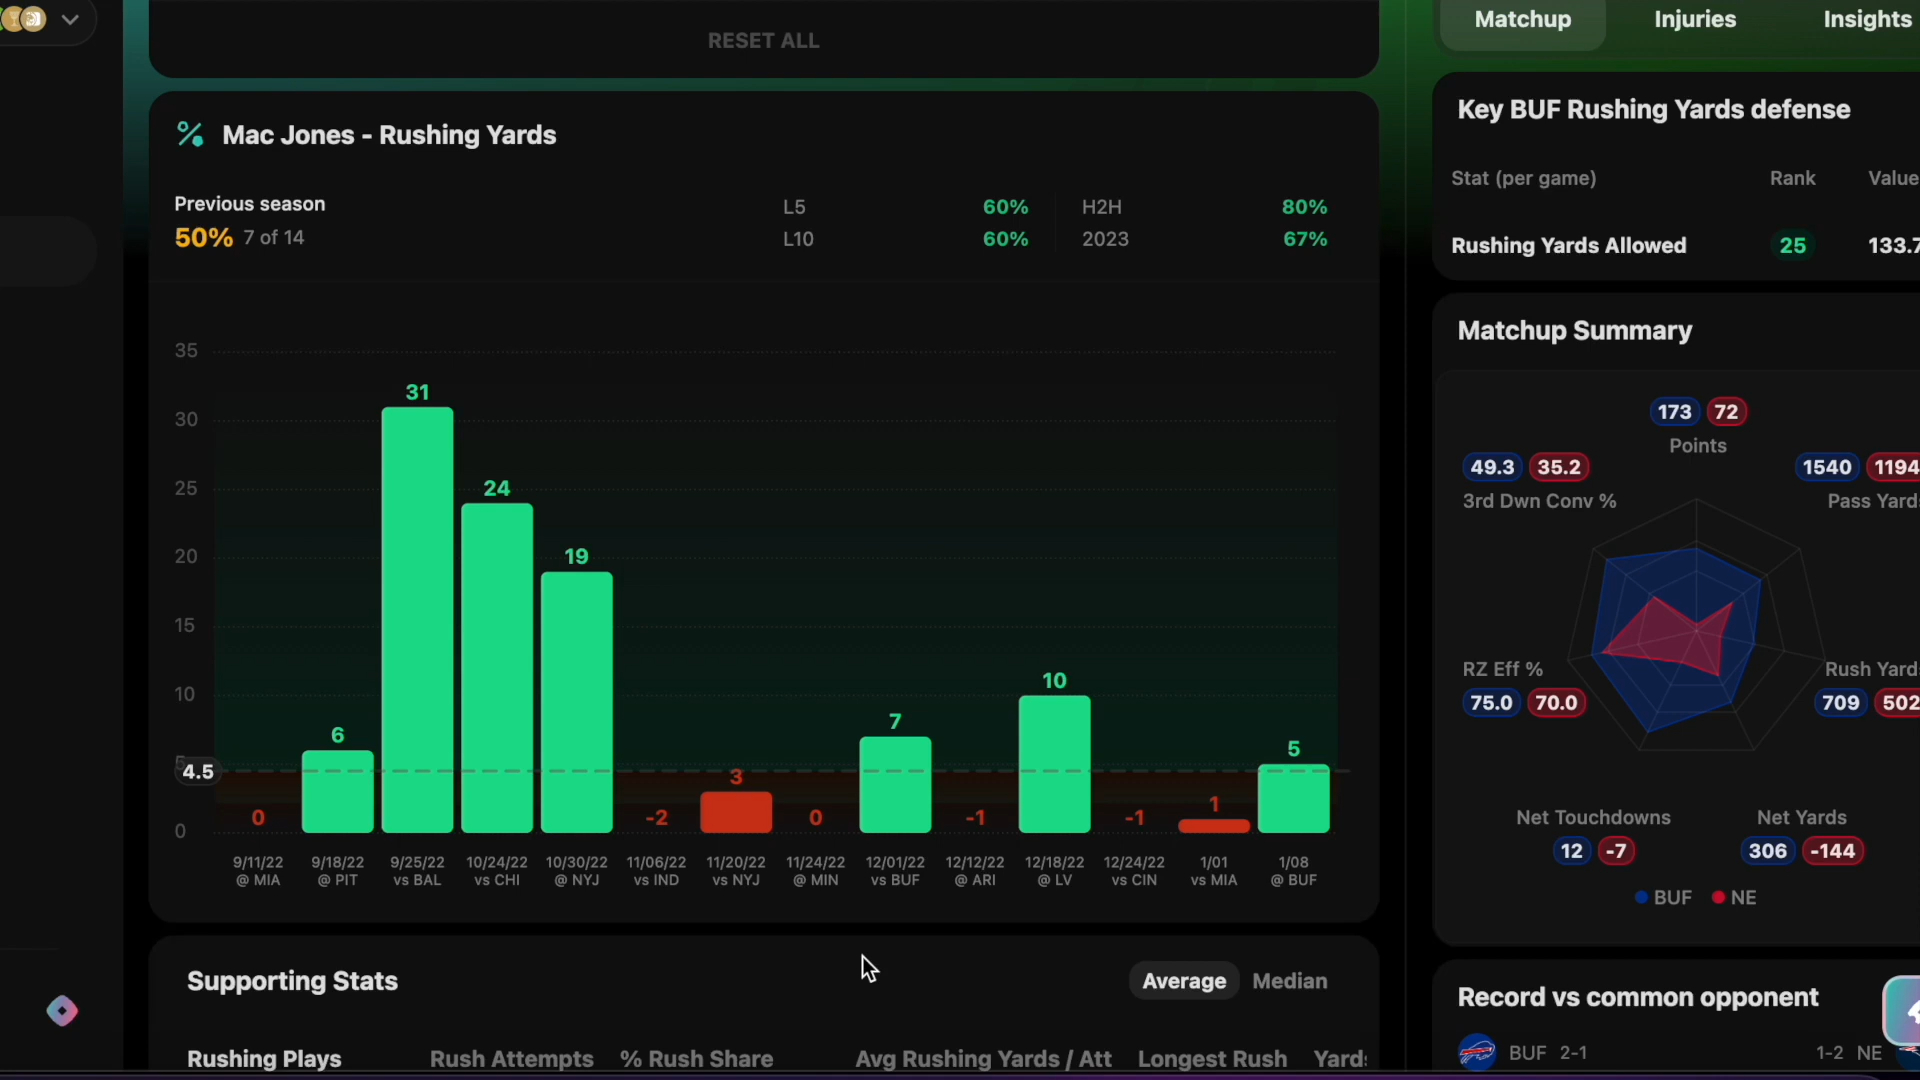 RESET ALL
Mac Jones - Rushing Yards
Previous season
50% 7 of 14
L5 60% H2H 80%
L10 60% 2023 67%
35
30
25
20
15
10
5
4.5
0
0
6
31
24
19
-2
3
0
7
-1
10
-1
1
5
9/11/22 9/18/22 9/25/22 10/24/22 10/30/22 11/06/22 11/20/22 11/24/22 12/01/22 12/12/22 12/18/22 12/24/22 1/01 1/08
@ MIA @ PIT vs BAL vs CHI @ NYJ vs IND vs NYJ @ MIN vs BUF @ ARI @ LV vs CIN vs MIA @ BUF
Supporting Stats
Average Median
Rushing Plays Rush Attempts % Rush Share Avg Rushing Yards / Att Longest Rush Yards
Matchup Injuries Insights
Key BUF Rushing Yards defense
Stat (per game) Rank Value
Rushing Yards Allowed 25 133.7
Matchup Summary
173 72
Points
49.3 35.2
3rd Dwn Conv %
1540 1194
Pass Yards
RZ Eff %
75.0 70.0
Rush Yards
709 502
Net Touchdowns
12 -7
Net Yards
306 -144
BUF NE
Record vs common opponent
BUF 2-1 1-2 NE